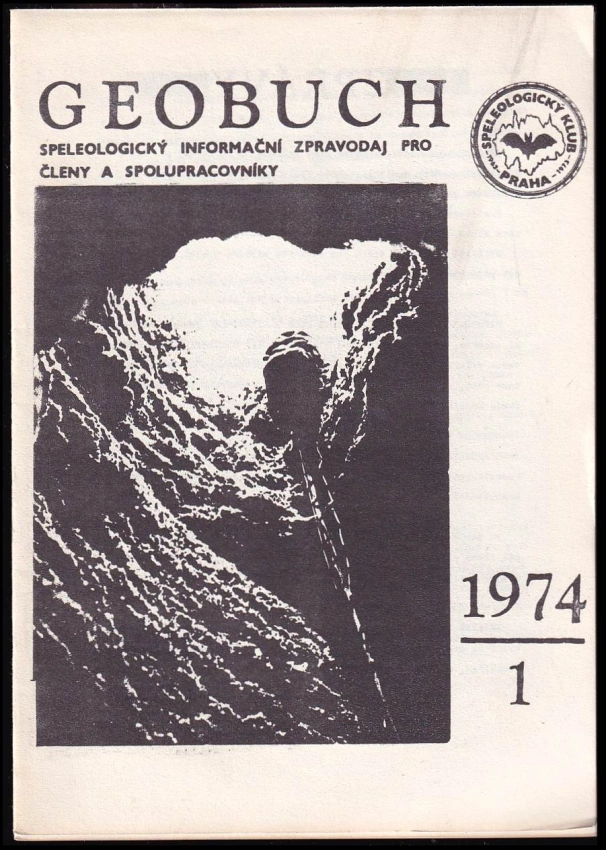 GEOBUCH
SPELEOLOGICKÝ INFORMAČNÍ ZPRAVODAJ PRO
ČLENY A SPOLUPRACOVNÍKY
SPELEOLOGICKÝ KLUB
PRAHA
1974
1